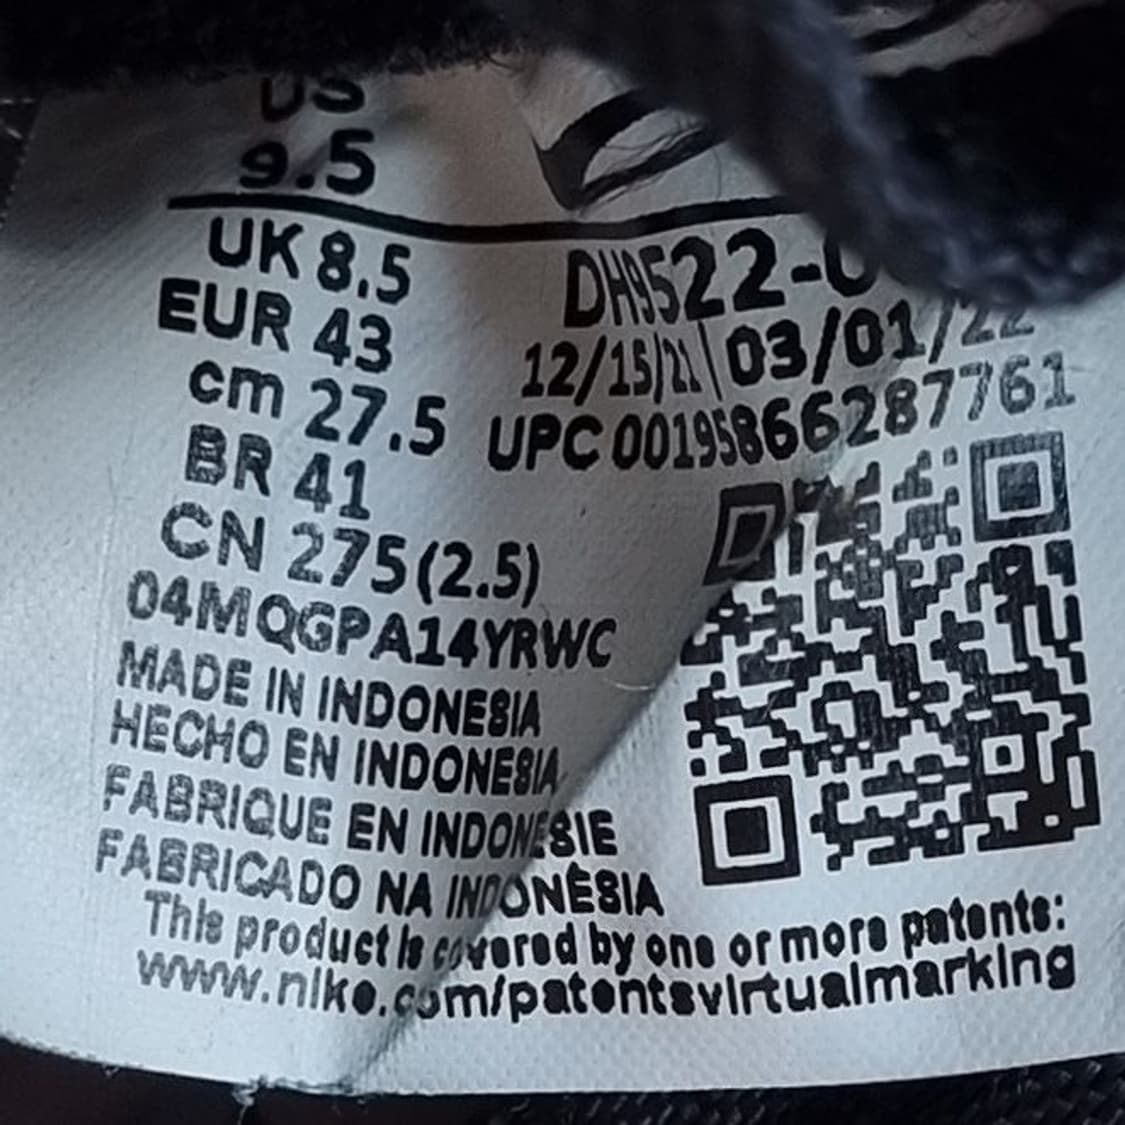 US
9.5
UK 8.5
EUR 43
cm 27.5
BR 41
CN 275(2.5)
04MQGPA14YRWC
DH9522-
12/15/21|03/01/22
UPC 00195866287761
MADE IN INDONESIA
HECHO EN INDONESIA
FABRIQUE EN INDONESIE
FABRICADO NA INDONÉSIA
This product is covered by one or more patents:
www.nike.com/patentsvirtualmarking